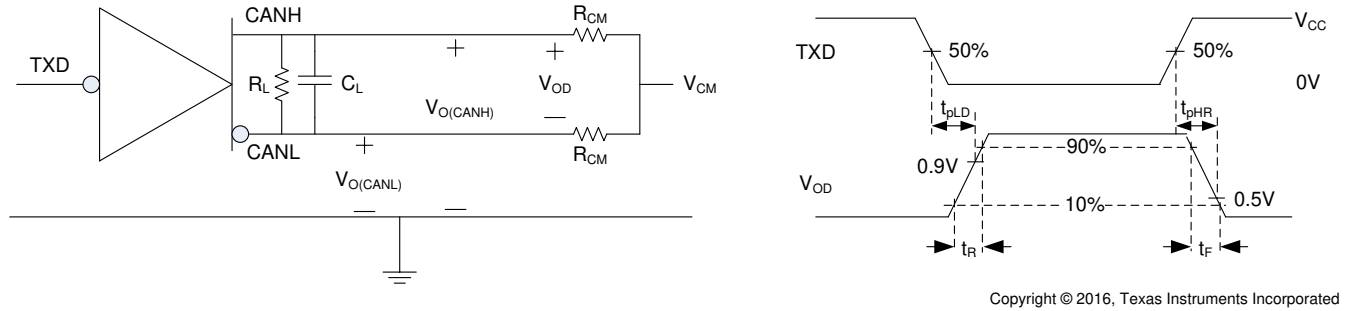 CANH
TXD
R_L
C_L
CANL
V_O(CANH)
V_O(CANL)
+
+
+
V_OD
—
—
—
R_CM
R_CM
V_CM
TXD
50%
50%
V_CC
0V
t_pLD
t_pHR
0.9V
90%
V_OD
10%
0.5V
t_R
t_F
Copyright © 2016, Texas Instruments Incorporated